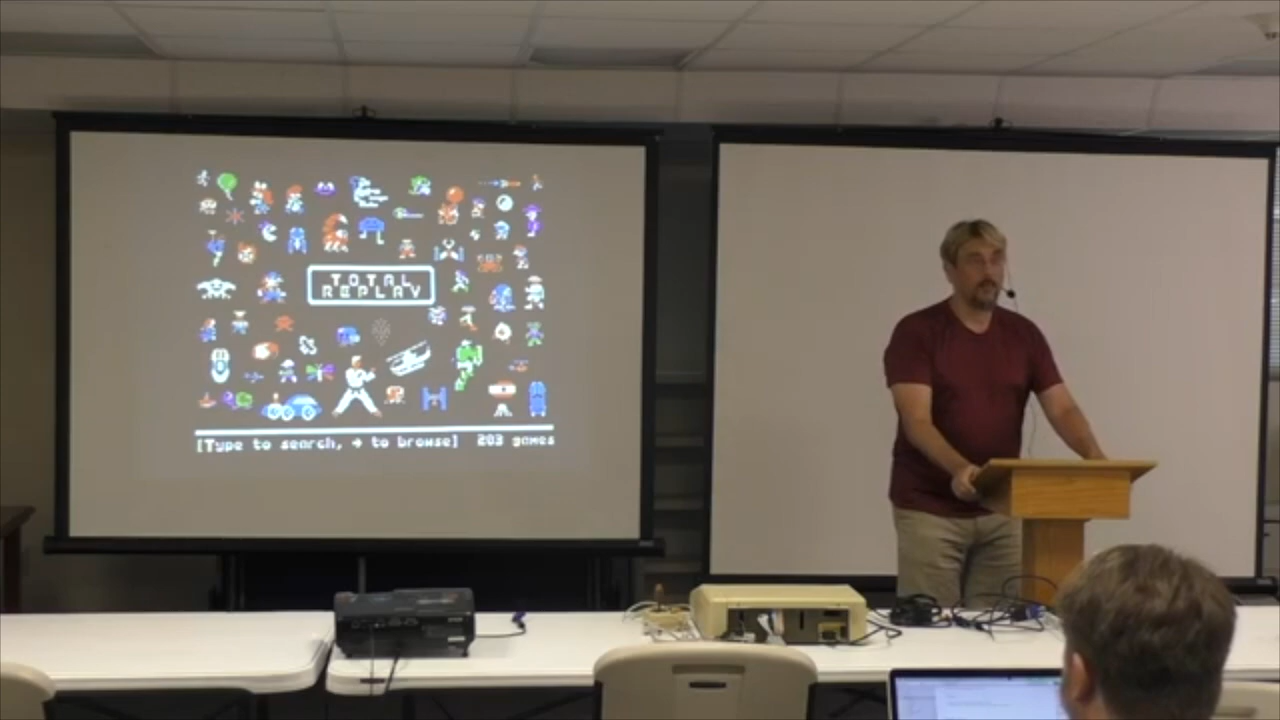 TOTAL
REPLAY
[Type to search, → to browse] 203 games